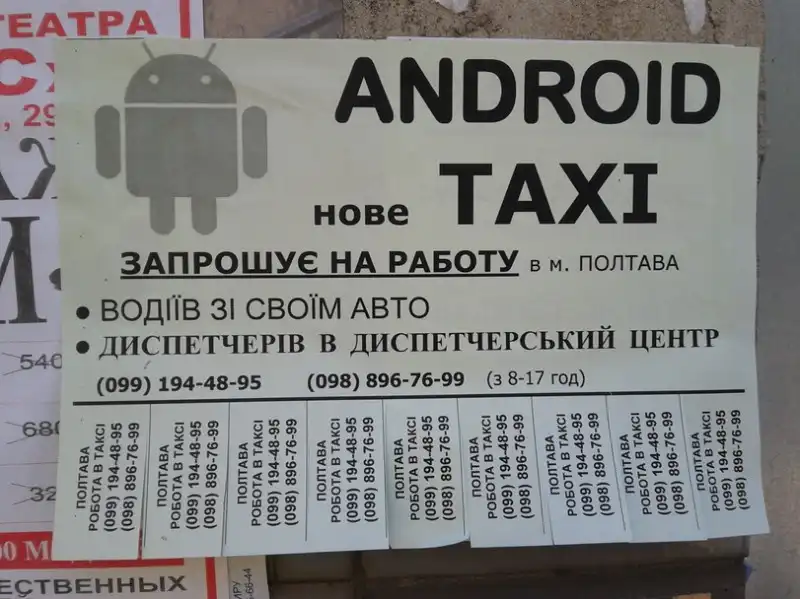 ТЕАТРА
, 29
ANDROID
нове TAXI
ЗАПРОШУЄ НА РАБОТУ в м. ПОЛТАВА
● ВОДІЇВ ЗІ СВОЇМ АВТО
● ДИСПЕТЧЕРІВ В ДИСПЕТЧЕРСЬКИЙ ЦЕНТР
(099) 194-48-95 (098) 896-76-99 (з 8-17 год)
540
680
32
ПОЛТАВА
РОБОТА В ТАКСІ
(099) 194-48-95
(098) 896-76-99
ПОЛТАВА
РОБОТА В ТАКСІ
(099) 194-48-95
(098) 896-76-99
ПОЛТАВА
РОБОТА В ТАКСІ
(099) 194-48-95
(098) 896-76-99
ПОЛТАВА
РОБОТА В ТАКСІ
(099) 194-48-95
(098) 896-76-99
ПОЛТАВА
РОБОТА В ТАКСІ
(099) 194-48-95
(098) 896-76-99
ПОЛТАВА
РОБОТА В ТАКСІ
(099) 194-48-95
(098) 896-76-99
ПОЛТАВА
РОБОТА В ТАКСІ
(099) 194-48-95
(098) 896-76-99
ПОЛТАВА
РОБОТА В ТАКСІ
(099) 194-48-95
(098) 896-76-99
ПОЛТАВА
РОБОТА В ТАКСІ
(099) 194-48-95
(098) 896-76-99
ЕСТВЕННЫХ